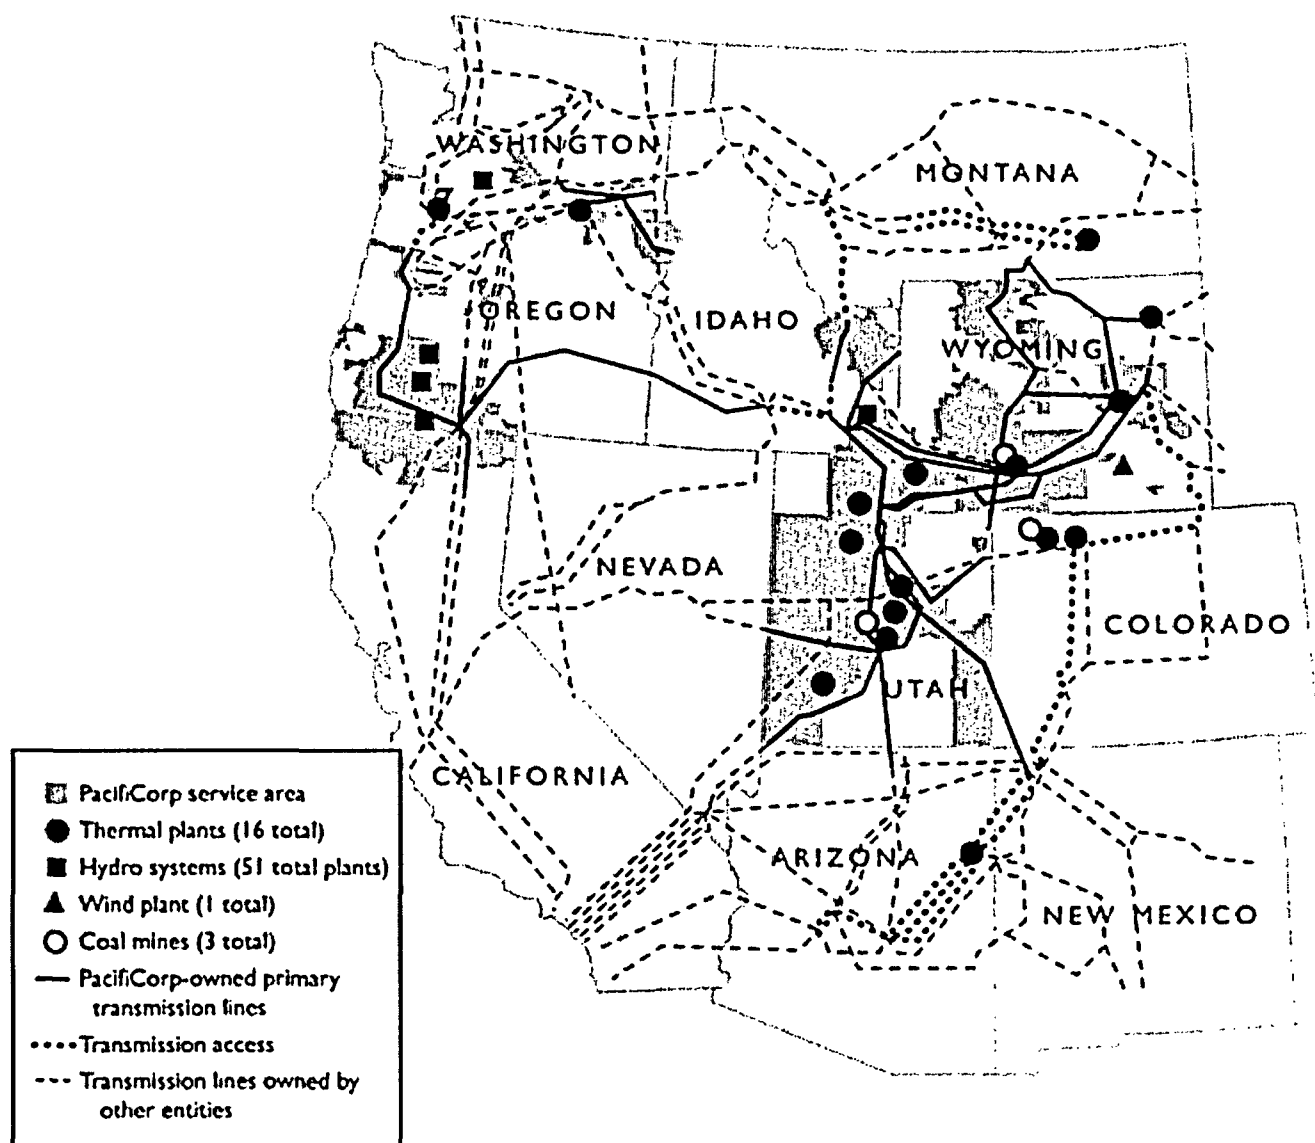 WASHINGTON
MONTANA
OREGON
IDAHO
WYOMING
NEVADA
COLORADO
UTAH
CALIFORNIA
ARIZONA
NEW MEXICO
PacifiCorp service area
Thermal plants (16 total)
Hydro systems (51 total plants)
Wind plant (1 total)
Coal mines (3 total)
PacifiCorp-owned primary
transmission lines
Transmission access
Transmission lines owned by
other entities